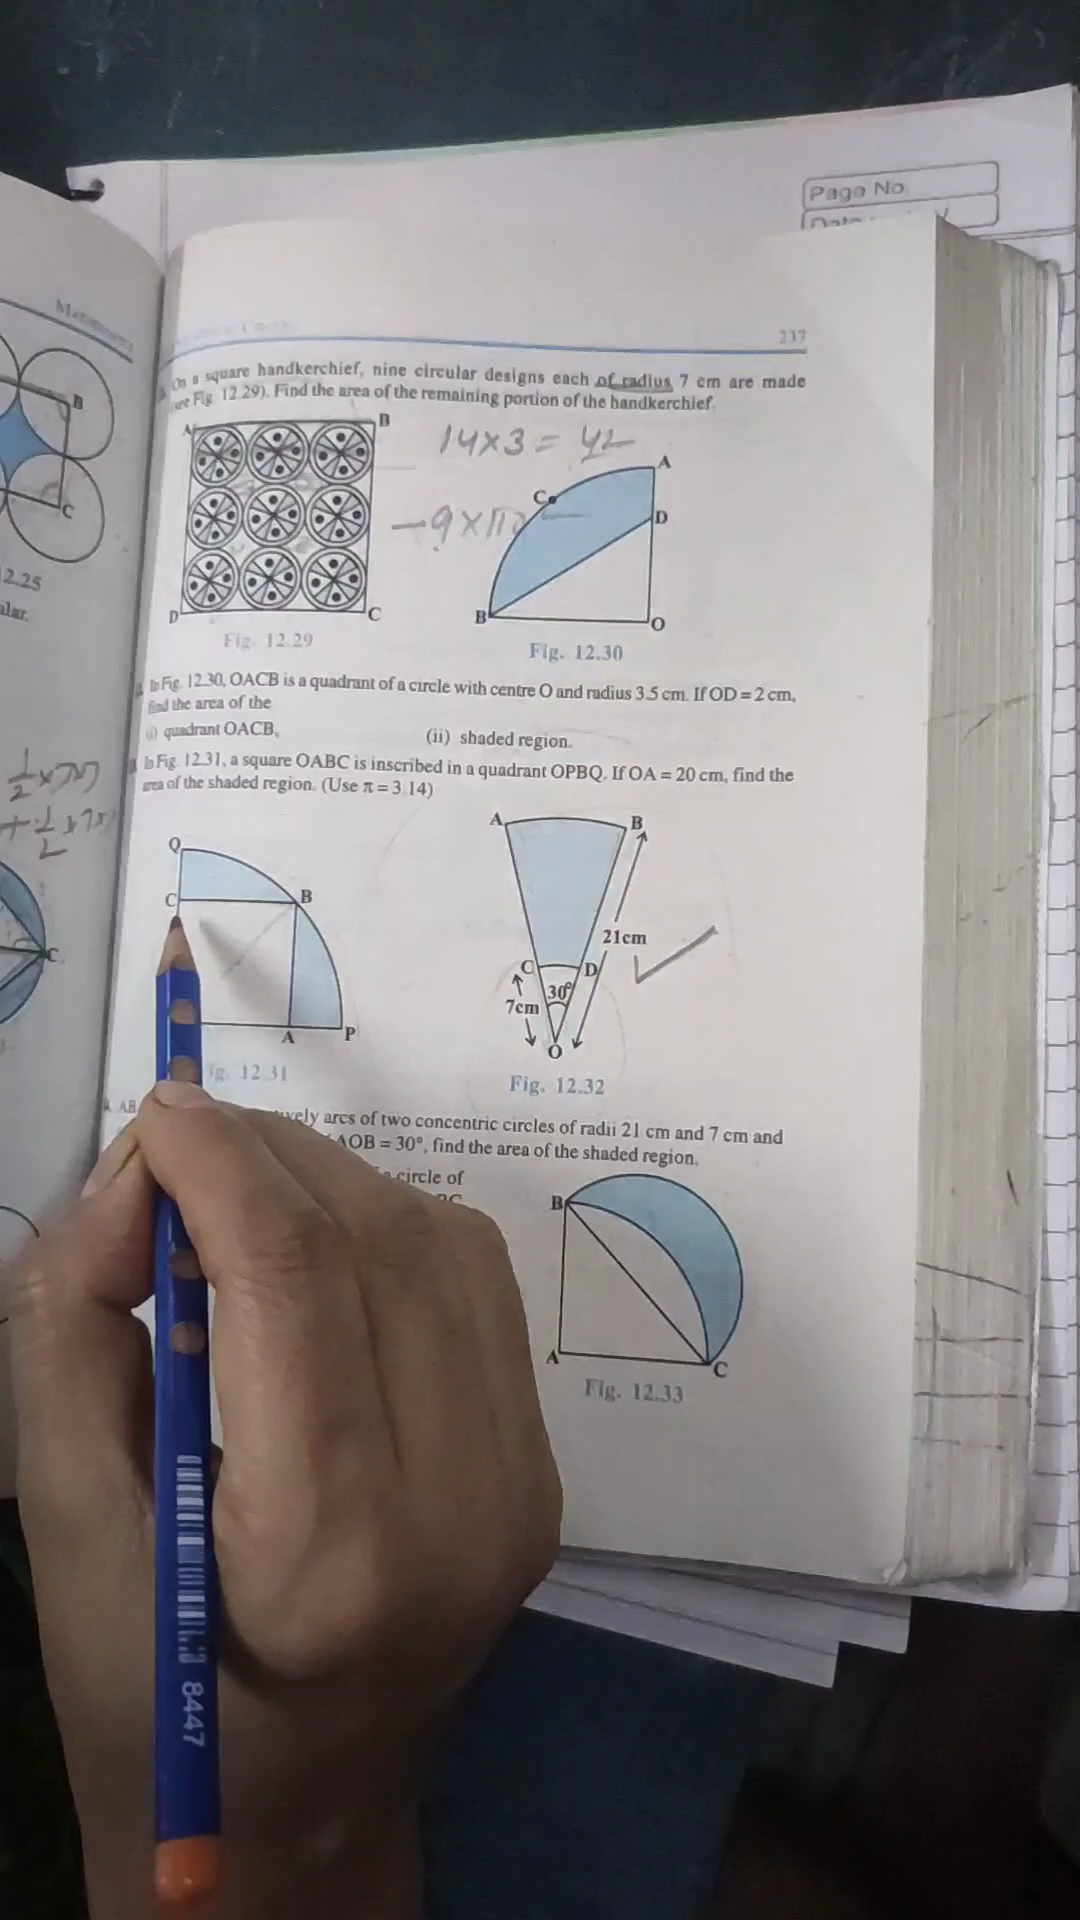 Page No.
237
On a square handkerchief, nine circular designs each of radius 7 cm are made
Fig. 12.29). Find the area of the remaining portion of the handkerchief.
A B
14×3 = 42
A
C
B
D
-9×
C
2.25
D C
B O
Fig. 12.29
Fig. 12.30
In Fig. 12.30, OACB is a quadrant of a circle with centre O and radius 3.5 cm. If OD = 2 cm,
find the area of the
(i) quadrant OACB, (ii) shaded region.
In Fig. 12.31, a square OABC is inscribed in a quadrant OPBQ. If OA = 20 cm, find the
area of the shaded region. (Use π = 3.14)
A B
Q
C B
21cm
C D
C
30°
7cm
A P
O
ig. 12.31
Fig. 12.32
AB
arcs of two concentric circles of radii 21 cm and 7 cm and
AOB = 30°, find the area of the shaded region.
circle of
B
A C
Fig. 12.33
8447